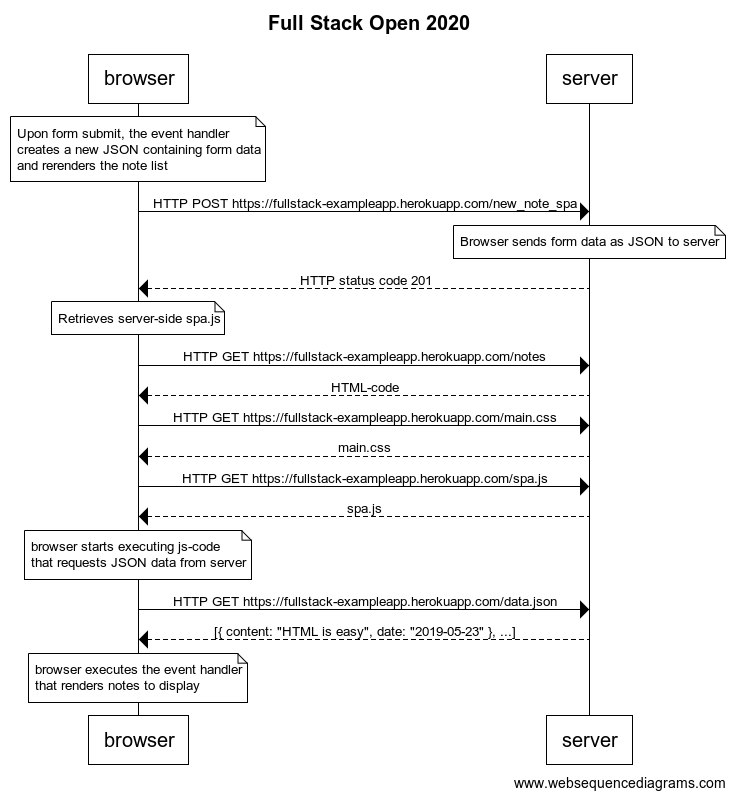 Full Stack Open 2020
browser
server
Upon form submit, the event handler
creates a new JSON containing form data
and rerenders the note list
HTTP POST https://fullstack-exampleapp.herokuapp.com/new_note_spa
Browser sends form data as JSON to server
HTTP status code 201
Retrieves server-side spa.js
HTTP GET https://fullstack-exampleapp.herokuapp.com/notes
HTML-code
HTTP GET https://fullstack-exampleapp.herokuapp.com/main.css
main.css
HTTP GET https://fullstack-exampleapp.herokuapp.com/spa.js
spa.js
browser starts executing js-code
that requests JSON data from server
HTTP GET https://fullstack-exampleapp.herokuapp.com/data.json
[{ content: "HTML is easy", date: "2019-05-23" }, ...]
browser executes the event handler
that renders notes to display
browser
server
www.websequencediagrams.com